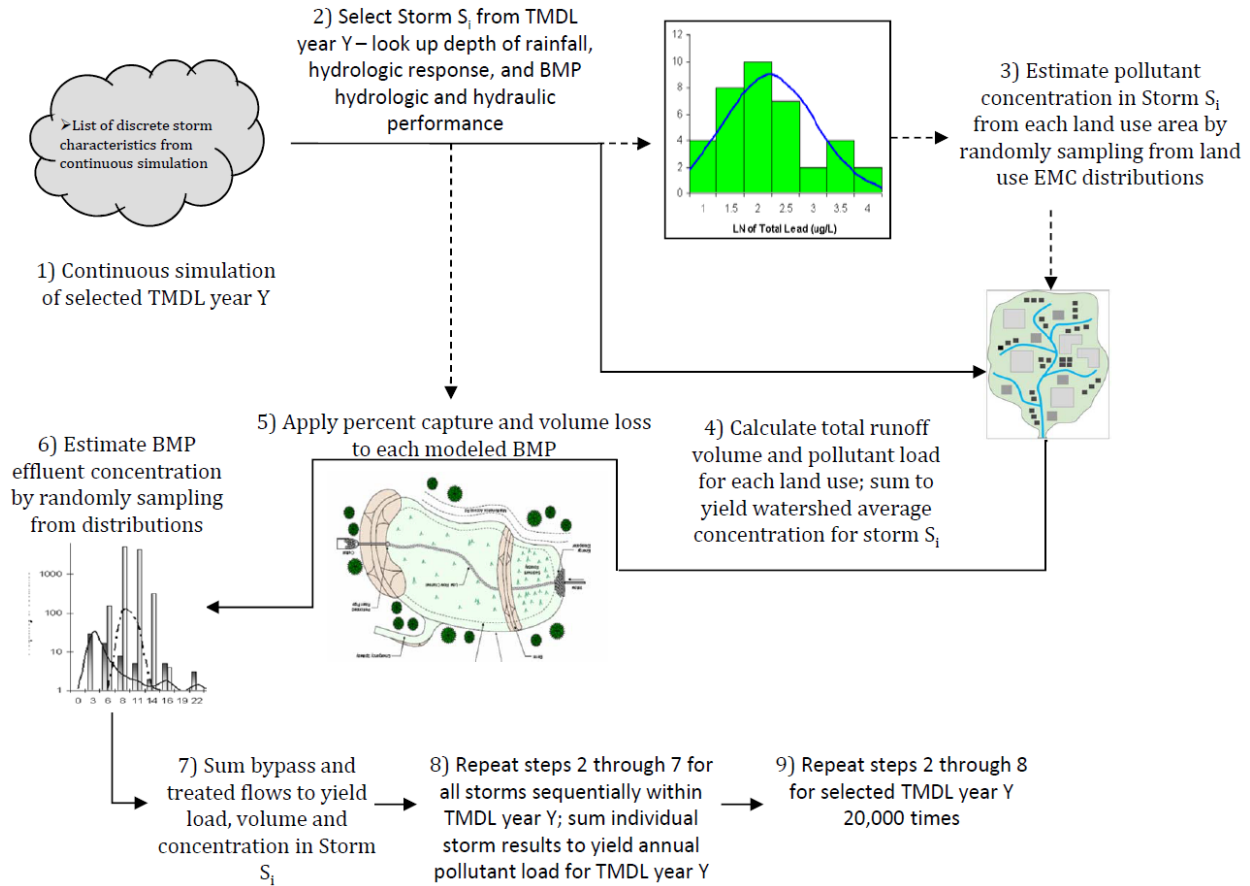 2) Select Storm Si from TMDL
year Y – look up depth of rainfall,
hydrologic response, and BMP
hydrologic and hydraulic
performance
➢List of discrete storm
characteristics from
continuous simulation
1) Continuous simulation
of selected TMDL year Y
12
10
8
6
4
2
0
1 1.5 2 2.5 3 3.5 4
LN of Total Lead (ug/L)
3) Estimate pollutant
concentration in Storm Si
from each land use area by
randomly sampling from land
use EMC distributions
4) Calculate total runoff
volume and pollutant load
for each land use; sum to
yield watershed average
concentration for storm Si
5) Apply percent capture and volume loss
to each modeled BMP
6) Estimate BMP
effluent concentration
by randomly sampling
from distributions
1000
100
10
1
0 3 6 8 11 14 16 19 22
7) Sum bypass and
treated flows to yield
load, volume and
concentration in Storm
Si
8) Repeat steps 2 through 7 for
all storms sequentially within
TMDL year Y; sum individual
storm results to yield annual
pollutant load for TMDL year Y
9) Repeat steps 2 through 8
for selected TMDL year Y
20,000 times